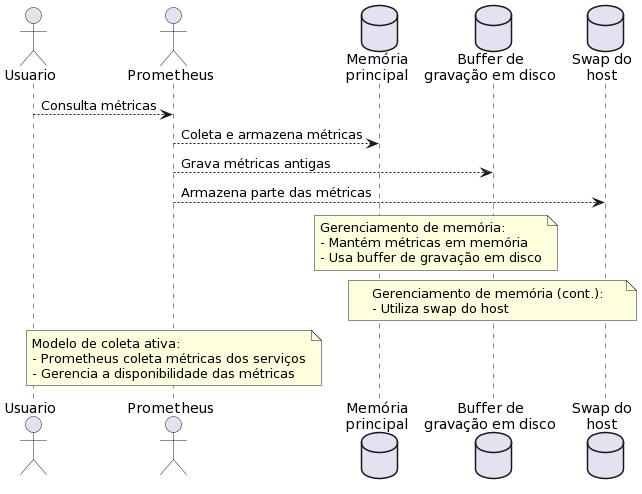 Usuario
Prometheus
Memória
principal
Buffer de
gravação em disco
Swap do
host
Consulta métricas
Coleta e armazena métricas
Grava métricas antigas
Armazena parte das métricas
Gerenciamento de memória:
- Mantém métricas em memória
- Usa buffer de gravação em disco
Gerenciamento de memória (cont.):
- Utiliza swap do host
Modelo de coleta ativa:
- Prometheus coleta métricas dos serviços
- Gerencia a disponibilidade das métricas
Usuario
Prometheus
Memória
principal
Buffer de
gravação em disco
Swap do
host